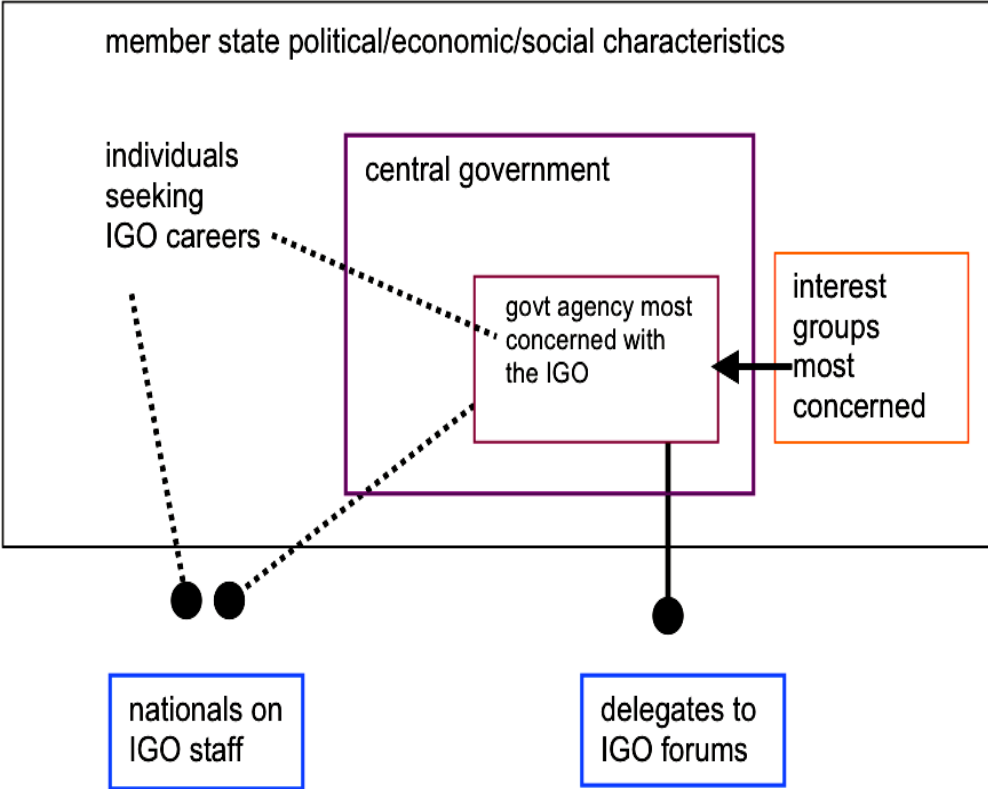 member state political/economic/social characteristics
individuals
seeking
IGO careers
central government
govt agency most
concerned with
the IGO
interest
groups
most
concerned
nationals on
IGO staff
delegates to
IGO forums